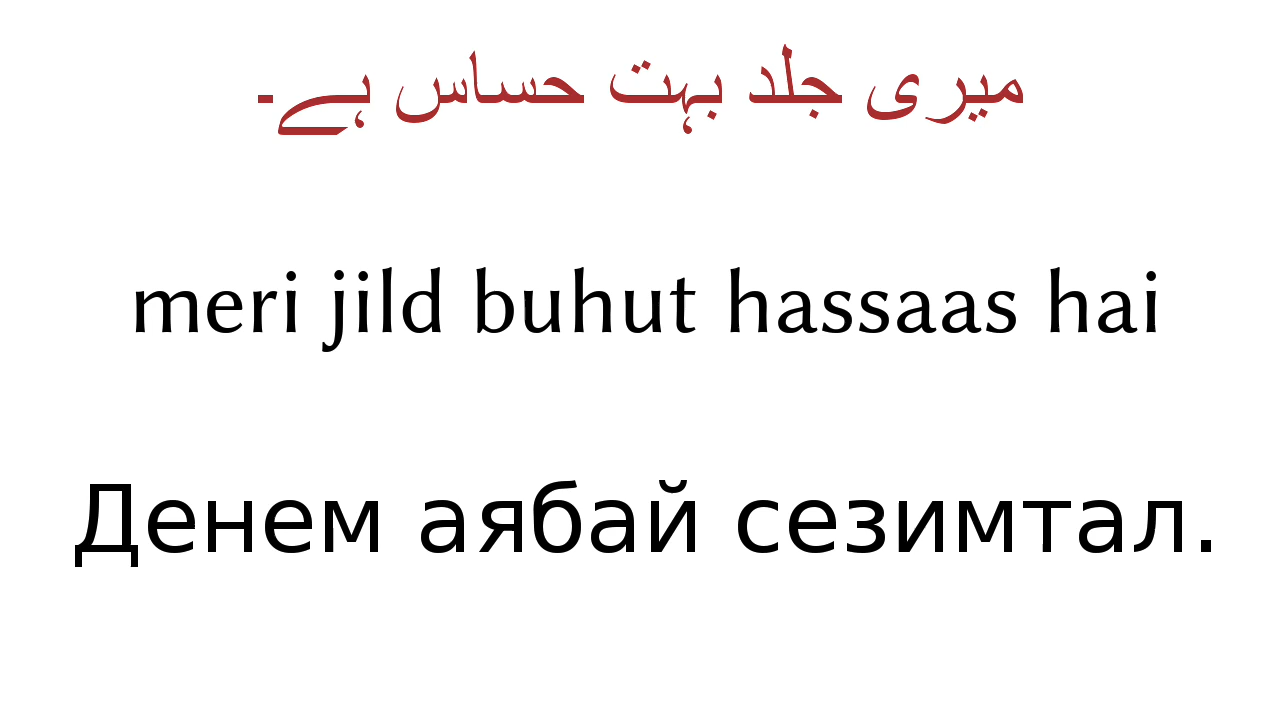 میری جلد بہت حساس ہے۔
meri jild buhut hassaas hai
Денем аябай сезимтал.